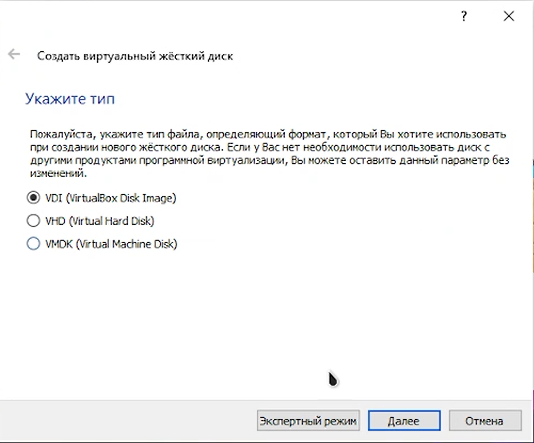 ?
Создать виртуальный жёсткий диск
Укажите тип
Пожалуйста, укажите тип файла, определяющий формат, который Вы хотите использовать
при создании нового жёсткого диска. Если у Вас нет необходимости использовать диск с
другими продуктами программной виртуализации, Вы можете оставить данный параметр без
изменений.
VDI (VirtualBox Disk Image)
VHD (Virtual Hard Disk)
VMDK (Virtual Machine Disk)
Экспертный режим Далее Отмена